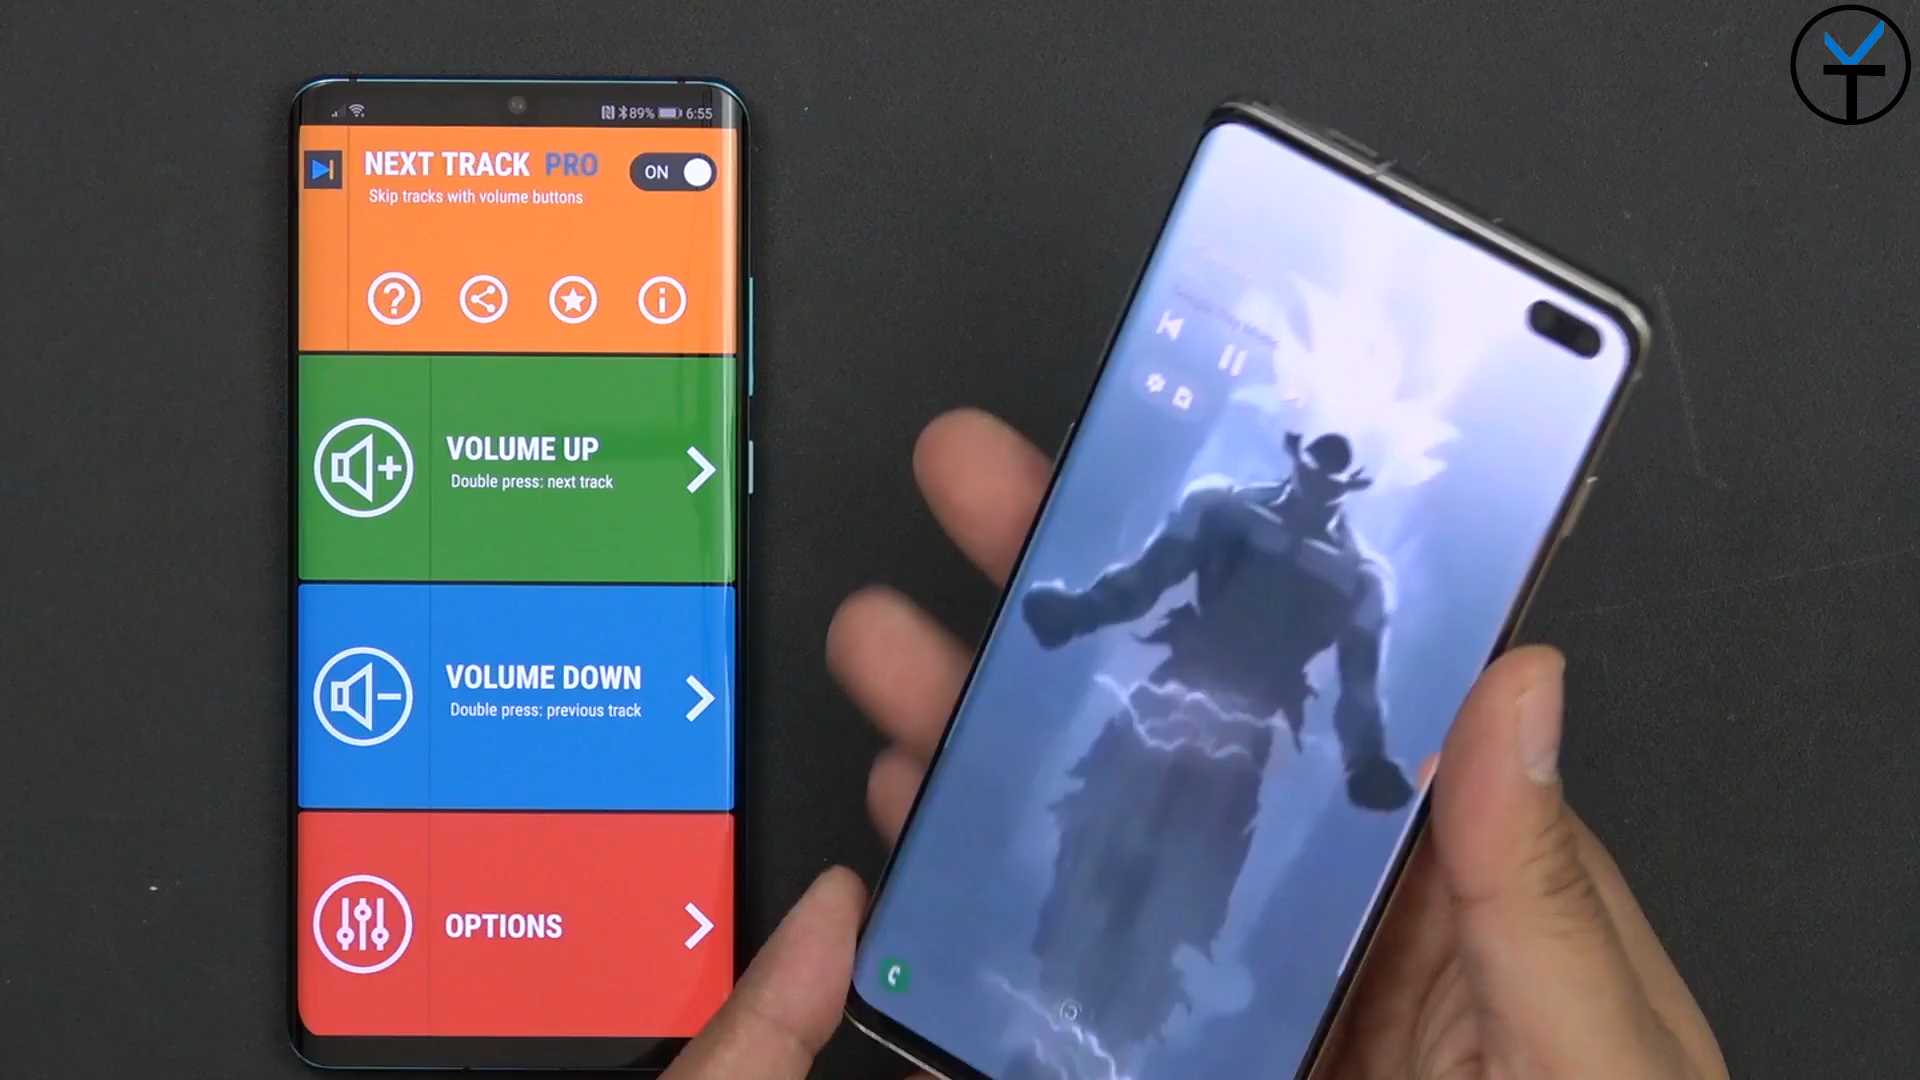 89% 6:55
NEXT TRACK PRO
ON
Skip tracks with volume buttons
VOLUME UP
Double press: next track
VOLUME DOWN
Double press: previous track
OPTIONS